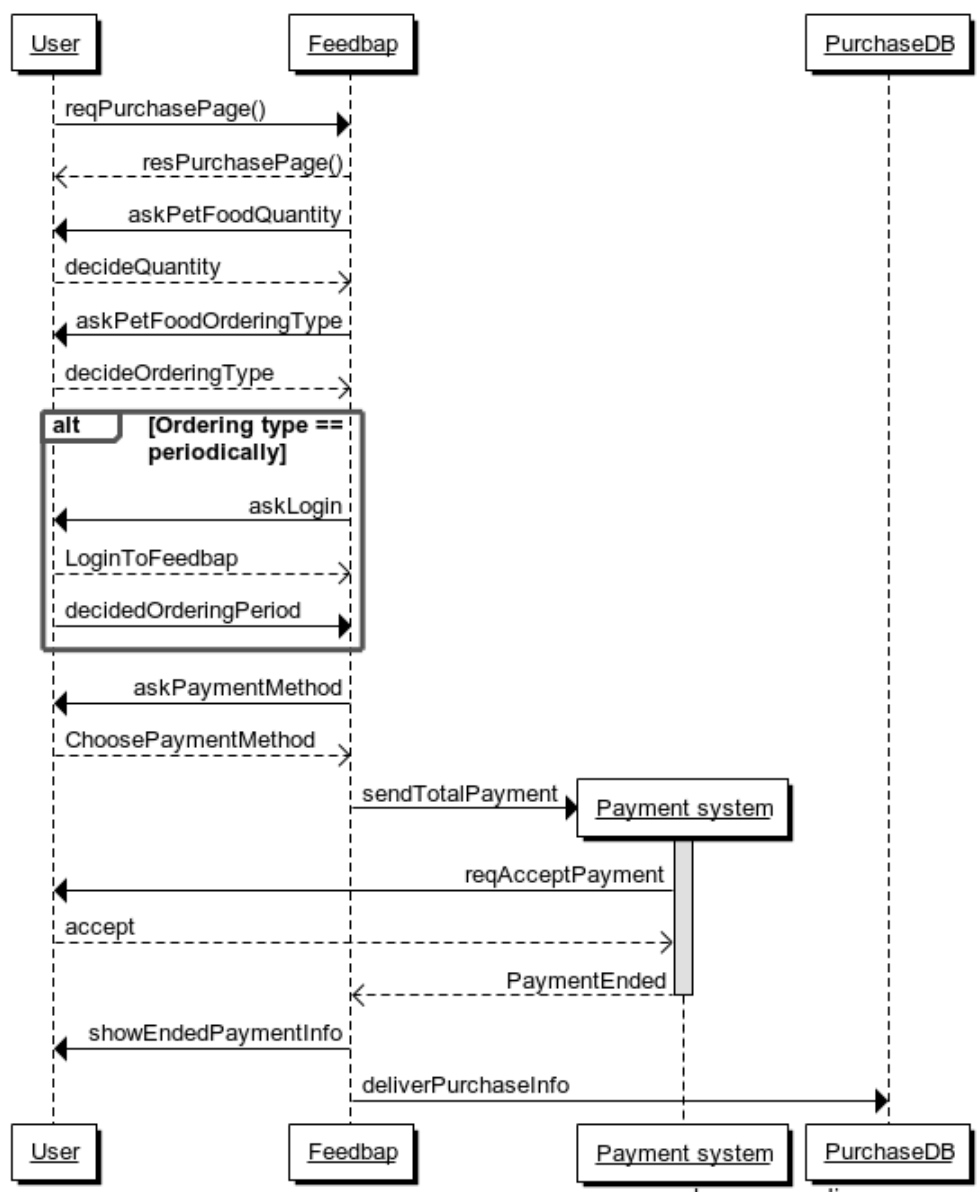 User
Feedbap
PurchaseDB
reqPurchasePage()
resPurchasePage()
askPetFoodQuantity
decideQuantity
askPetFoodOrderingType
decideOrderingType
alt
[Ordering type ==
periodically]
askLogin
LoginToFeedbap
decidedOrderingPeriod
askPaymentMethod
ChoosePaymentMethod
sendTotalPayment
Payment system
reqAcceptPayment
accept
PaymentEnded
showEndedPaymentInfo
deliverPurchaseInfo
User
Feedbap
Payment system
PurchaseDB